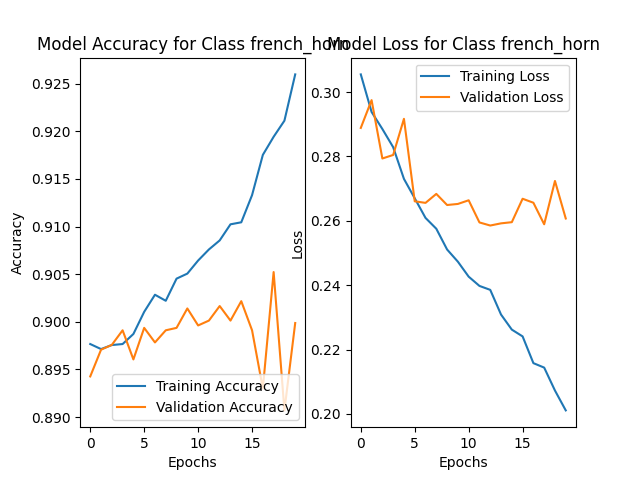 Model Accuracy for Class french_horn
Model Loss for Class french_horn
0.925
0.920
0.915
0.910
0.905
0.900
0.895
0.890
Accuracy
Training Accuracy
Validation Accuracy
0 5 10 15
Epochs
0.30
0.28
0.26
0.24
0.22
0.20
Loss
Training Loss
Validation Loss
0 5 10 15
Epochs